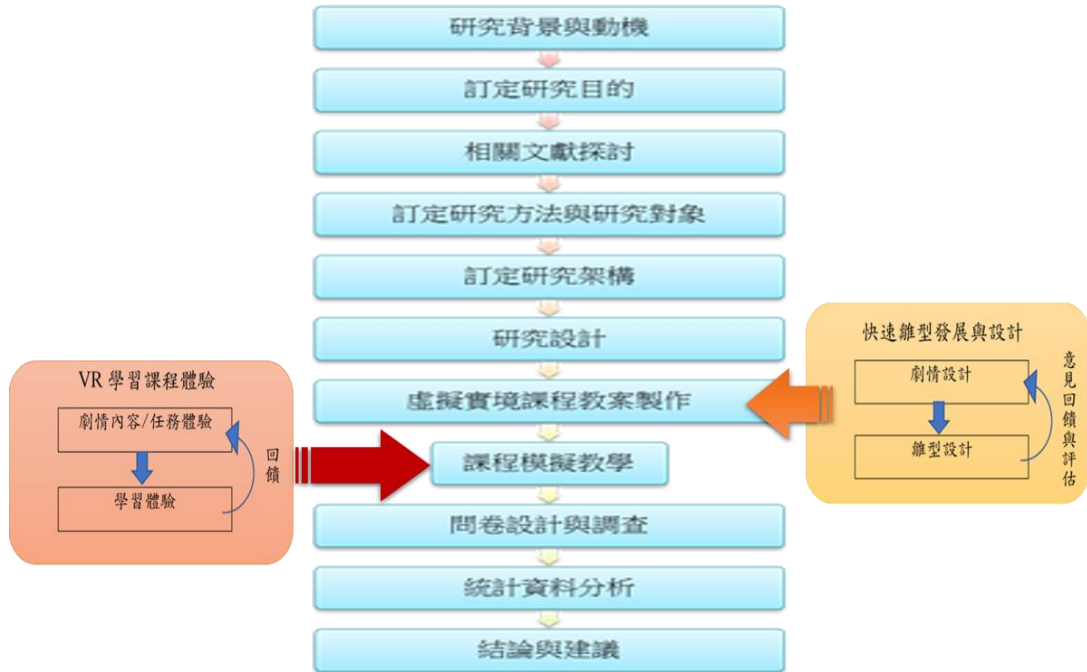 研究背景與動機
訂定研究目的
相關文獻探討
訂定研究方法與研究對象
訂定研究架構
研究設計
虛擬實境課程教案製作
課程模擬教學
問卷設計與調查
統計資料分析
結論與建議
VR 學習課程體驗
劇情內容/任務體驗
學習體驗
回饋
快速雛型發展與設計
劇情設計
雛型設計
意見回饋與評估